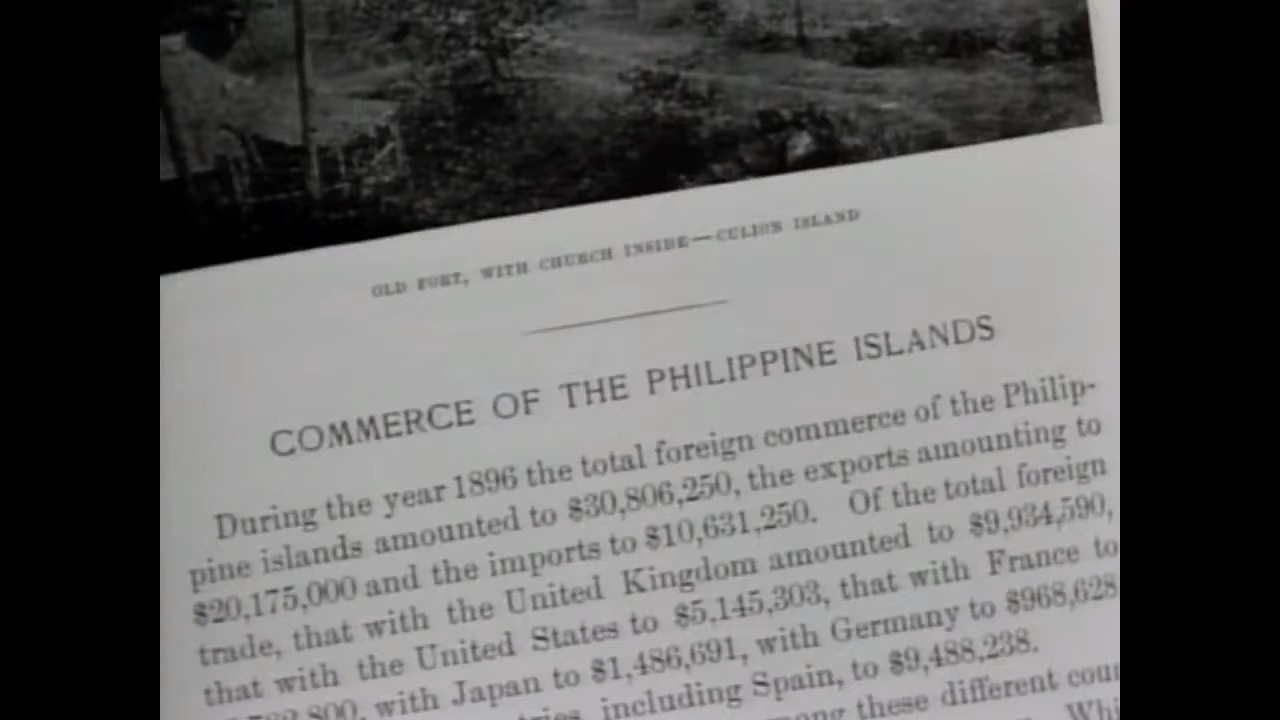 OLD FORT, WITH CHURCH INSIDE—CULION ISLAND
COMMERCE OF THE PHILIPPINE ISLANDS
During the year 1896 the total foreign commerce of the Philip-
pine islands amounted to $30,806,250, the exports amounting to
$20,175,000 and the imports to $10,631,250. Of the total foreign
trade, that with the United Kingdom amounted to $9,934,590,
that with the United States to $5,145,303, that with France to
with Japan to $1,486,691, with Germany to $968,628
including Spain, to $9,488,238.
these different